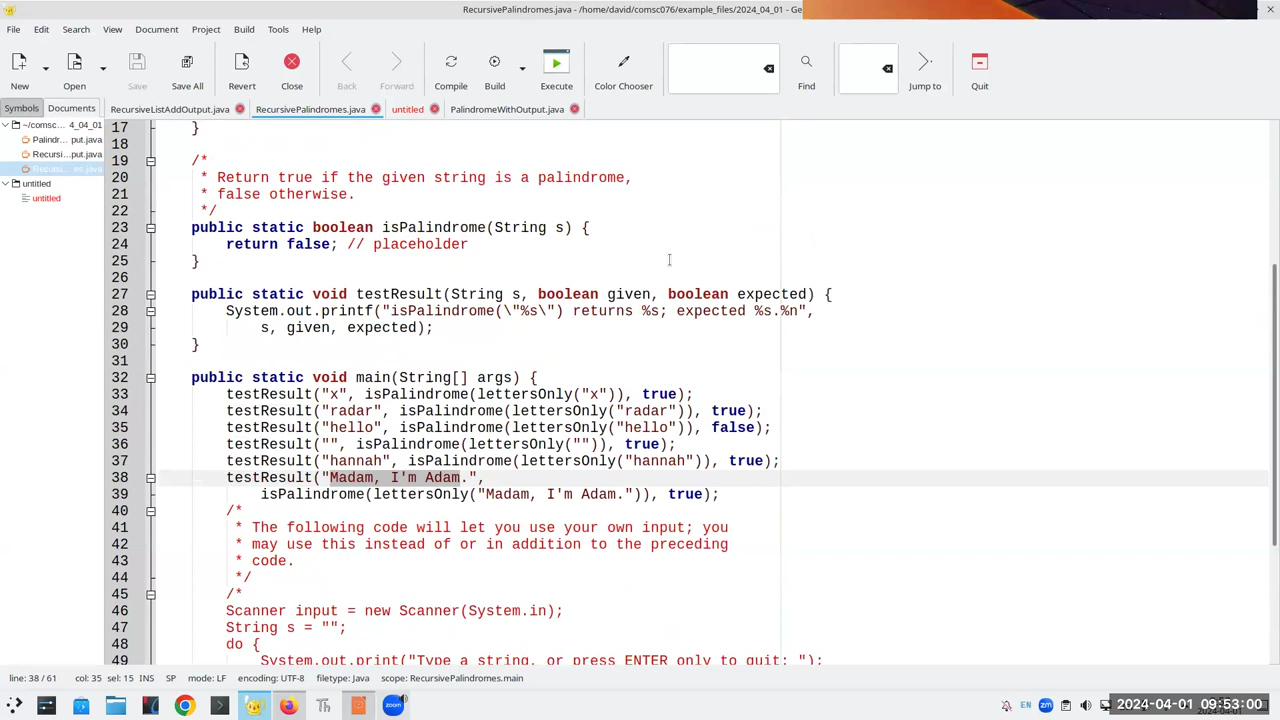 RecursivePalindromes.java - /home/david/comsc076/example_files/2024_04_01 - Ge
File Edit Search View Document Project Build Tools Help
New Open Save Save All Revert Close Back Forward Compile Build Execute Color Chooser Find Jump to Quit
Symbols Documents RecursiveListAddOutput.java RecursivePalindromes.java untitled PalindromeWithOutput.java
~/comsc... 4_04_01
Palindr... put.java
Recursi...put.java
untitled
untitled
17 }
18
19 /*
20 * Return true if the given string is a palindrome,
21 * false otherwise.
22 */
23 public static boolean isPalindrome(String s) {
24 return false; // placeholder
25 }
26
27 public static void testResult(String s, boolean given, boolean expected) {
28 System.out.printf("isPalindrome(\"%s\") returns %s; expected %s.%n",
29 s, given, expected);
30 }
31
32 public static void main(String[] args) {
33 testResult("x", isPalindrome(lettersOnly("x")), true);
34 testResult("radar", isPalindrome(lettersOnly("radar")), true);
35 testResult("hello", isPalindrome(lettersOnly("hello")), false);
36 testResult("", isPalindrome(lettersOnly("")), true);
37 testResult("hannah", isPalindrome(lettersOnly("hannah")), true);
38 testResult("Madam, I'm Adam.",
39 isPalindrome(lettersOnly("Madam, I'm Adam.")), true);
40 /*
41 * The following code will let you use your own input; you
42 * may use this instead of or in addition to the preceding
43 * code.
44 */
45 /*
46 Scanner input = new Scanner(System.in);
47 String s = "";
48 do {
49 System.out.print("Type a string, or press ENTER only to quit: ");
line: 38 / 61 col: 35 sel: 15 INS SP mode: LF encoding: UTF-8 filetype: Java scope: RecursivePalindromes.main
Th zoom EN zm 2024-04-01 09:53:00